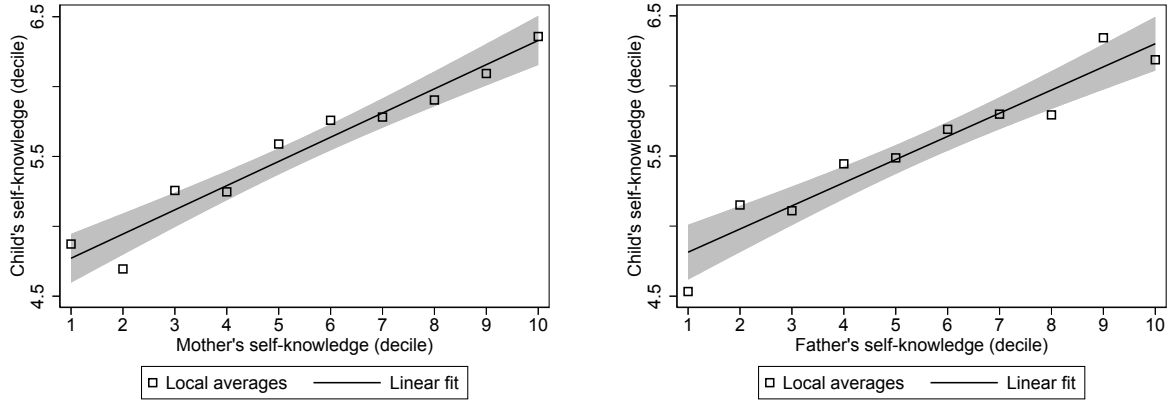 Child's self-knowledge (decile)
6.5
5.5
4.5
1 2 3 4 5 6 7 8 9 10
Mother's self-knowledge (decile)
Local averages Linear fit
Child's self-knowledge (decile)
6.5
5.5
4.5
1 2 3 4 5 6 7 8 9 10
Father's self-knowledge (decile)
Local averages Linear fit